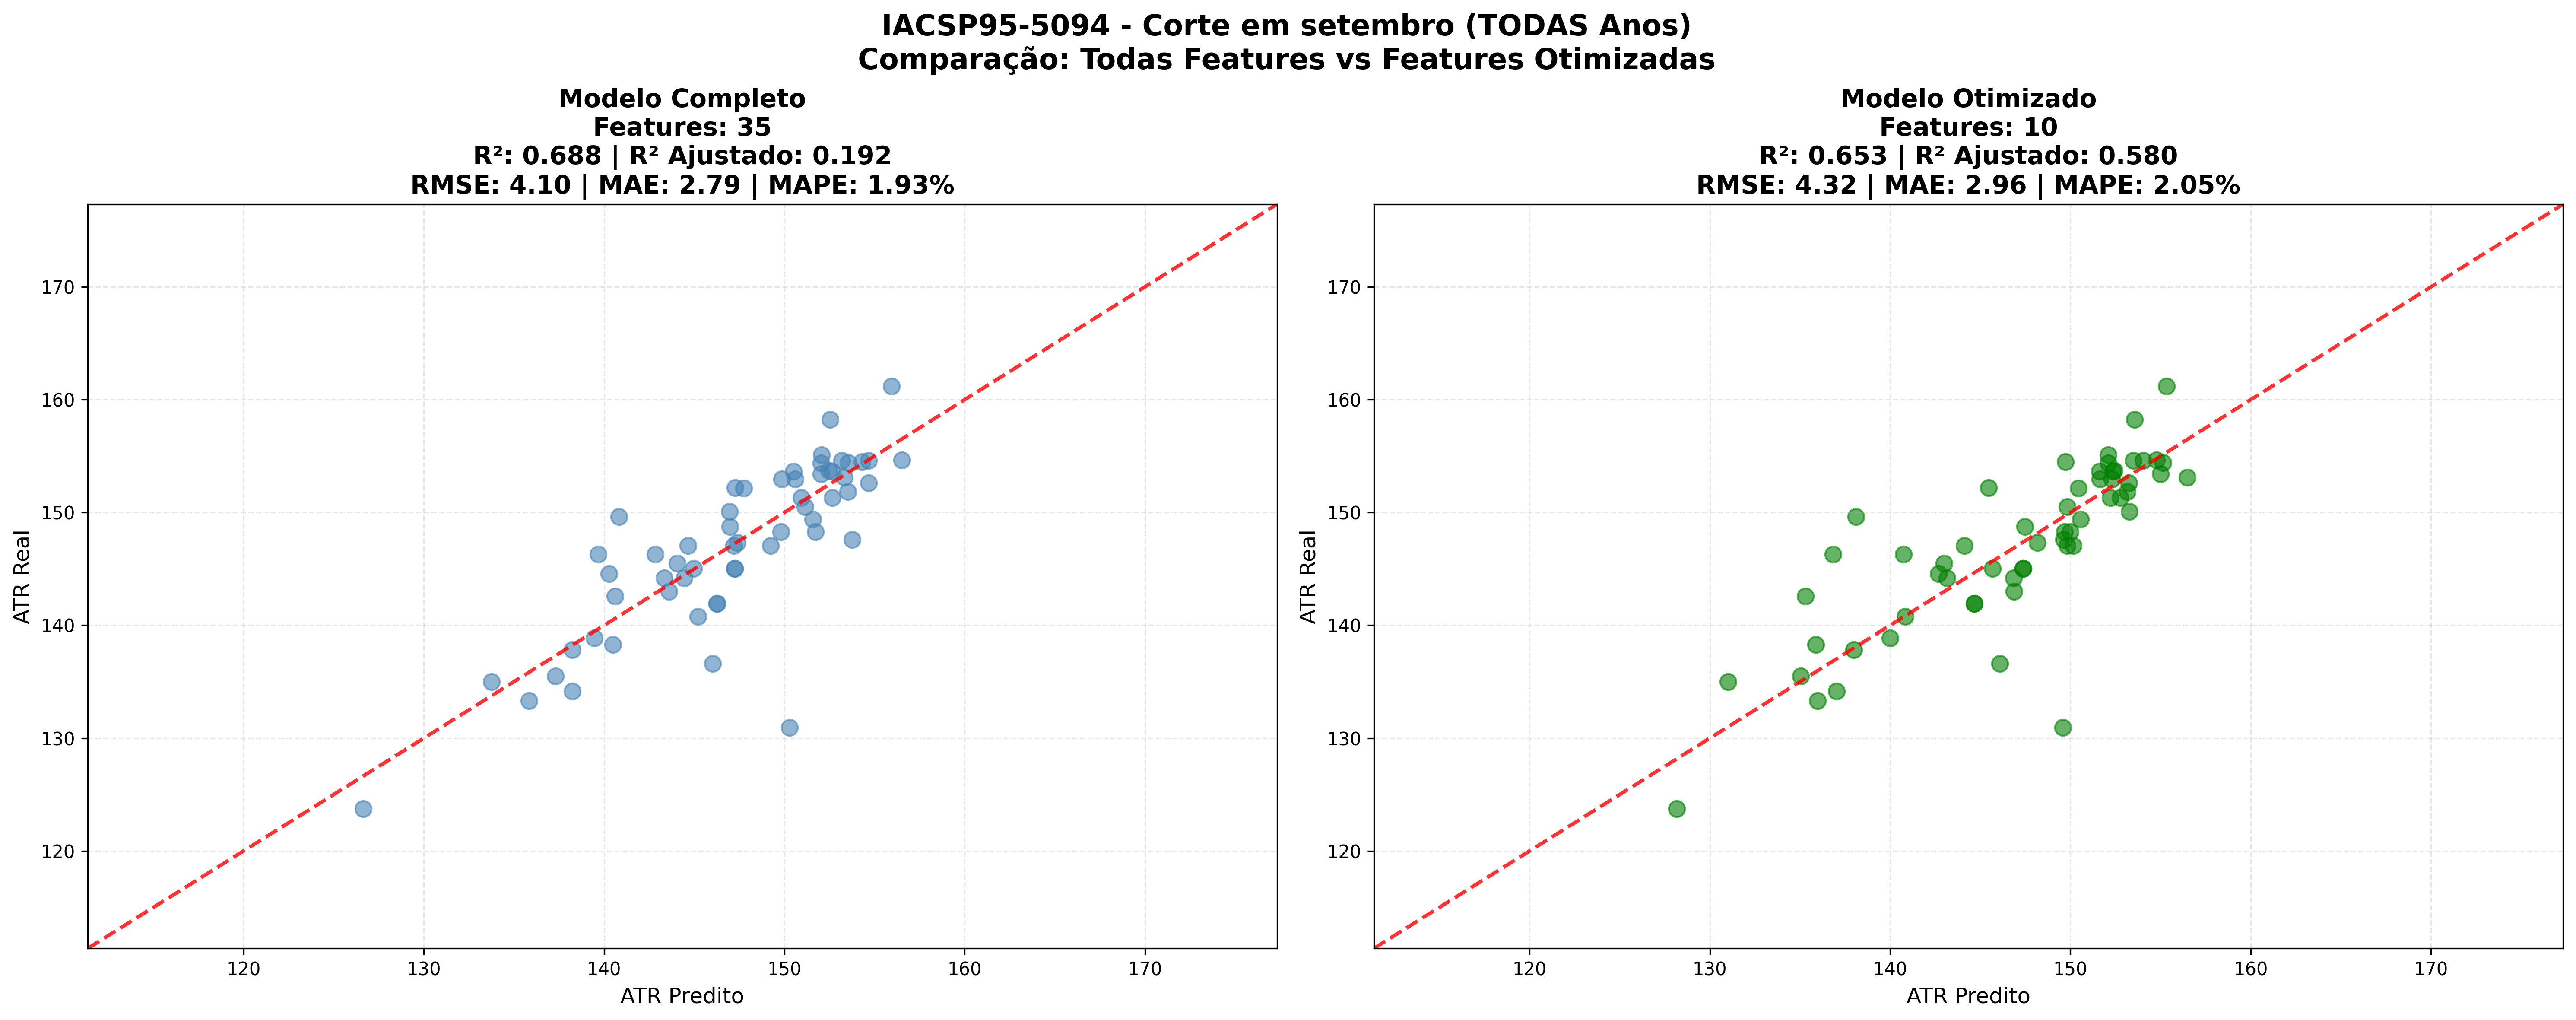 IACSP95-5094 - Corte em setembro (TODAS Anos)
Comparação: Todas Features vs Features Otimizadas
Modelo Completo
Features: 35
R²: 0.688 | R² Ajustado: 0.192
RMSE: 4.10 | MAE: 2.79 | MAPE: 1.93%
170
160
150
140
130
120
ATR Real
120
130
140
150
160
170
ATR Predito
Modelo Otimizado
Features: 10
R²: 0.653 | R² Ajustado: 0.580
RMSE: 4.32 | MAE: 2.96 | MAPE: 2.05%
170
160
150
140
130
120
ATR Real
120
130
140
150
160
170
ATR Predito